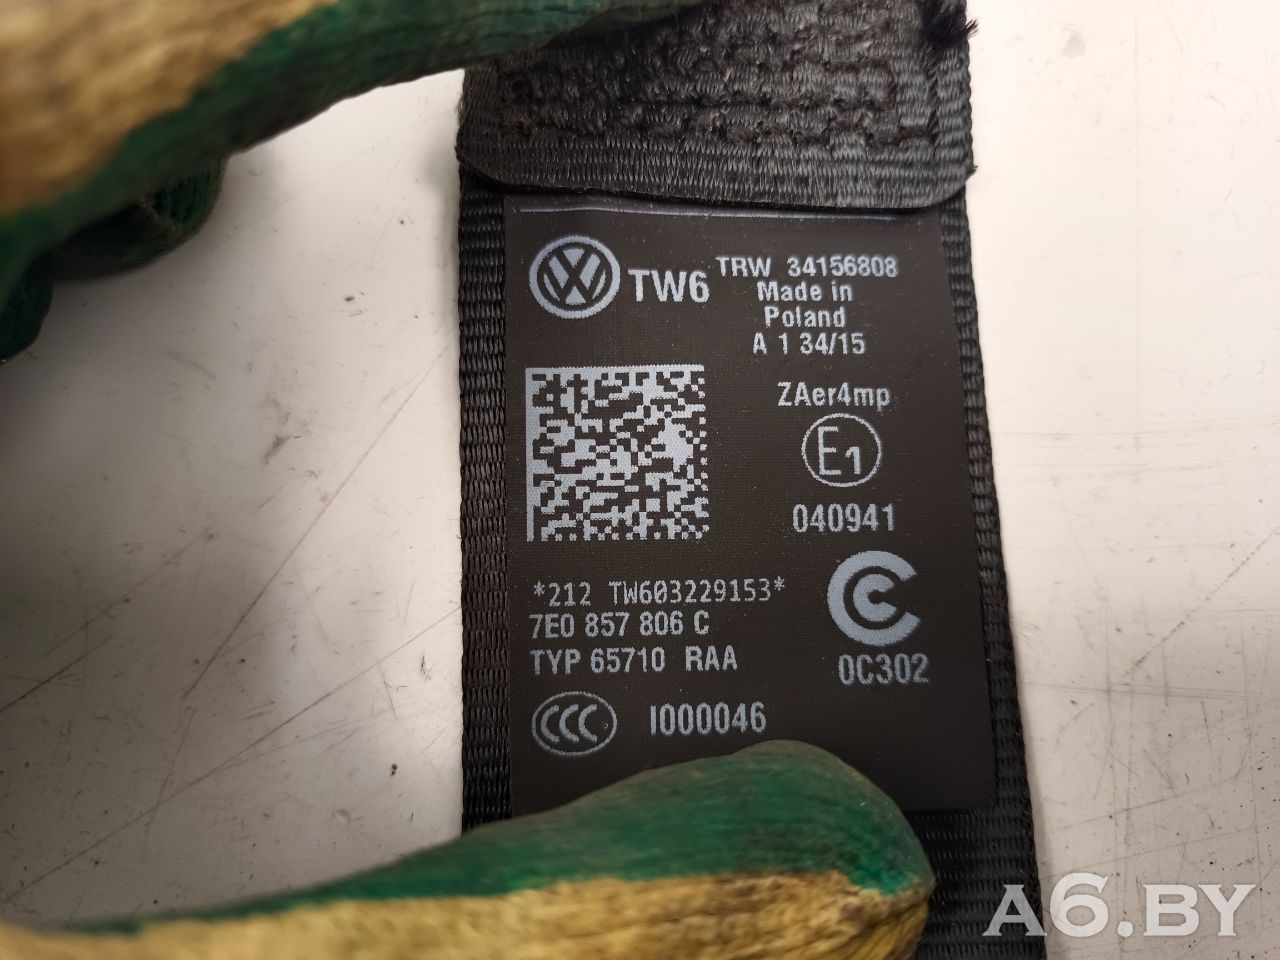 TW6
TRW 34156808
Made in
Poland
A 1 34/15
ZAer4mp
E1
040941
*212 TW603229153*
7E0 857 806 C
TYP 65710 RAA
0C302
CCC
I000046
A6.BY